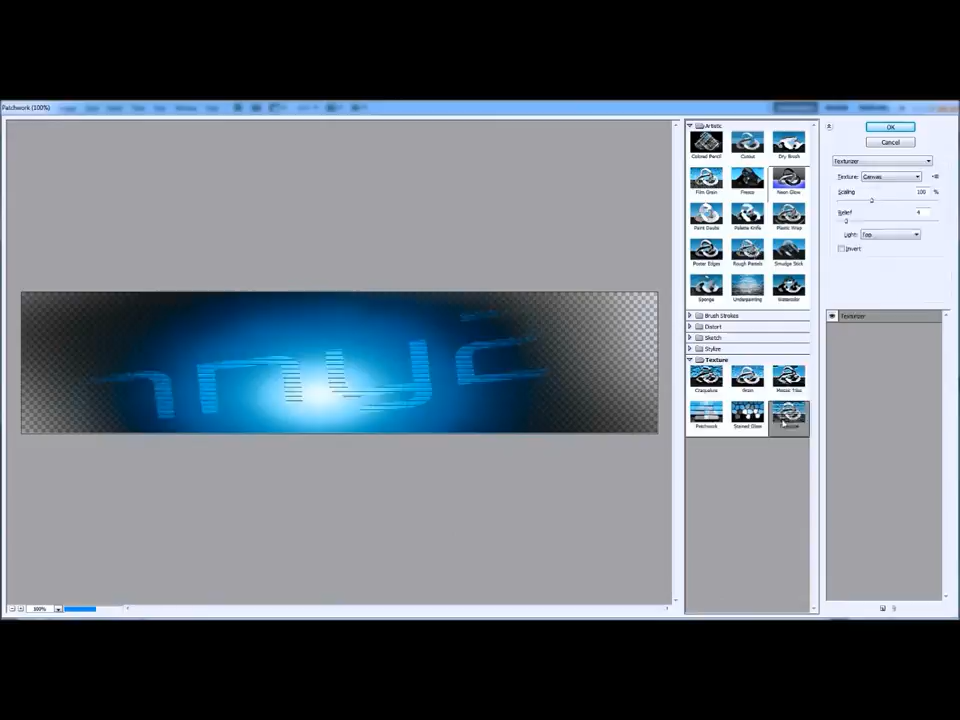 Patchwork (100%)
Artistic
Colored Pencil
Cutout
Dry Brush
Film Grain
Fresco
Neon Glow
Paint Daubs
Palette Knife
Plastic Wrap
Poster Edges
Rough Pastels
Smudge Stick
Sponge
Underpainting
Watercolor
Brush Strokes
Distort
Sketch
Stylize
Texture
Craquelure
Grain
Mosaic Tiles
Patchwork
Stained Glass
OK
Cancel
Texturizer
Texture: Canvas
Scaling 100 %
Relief 4
Light: Top
Invert
Texturizer
100%